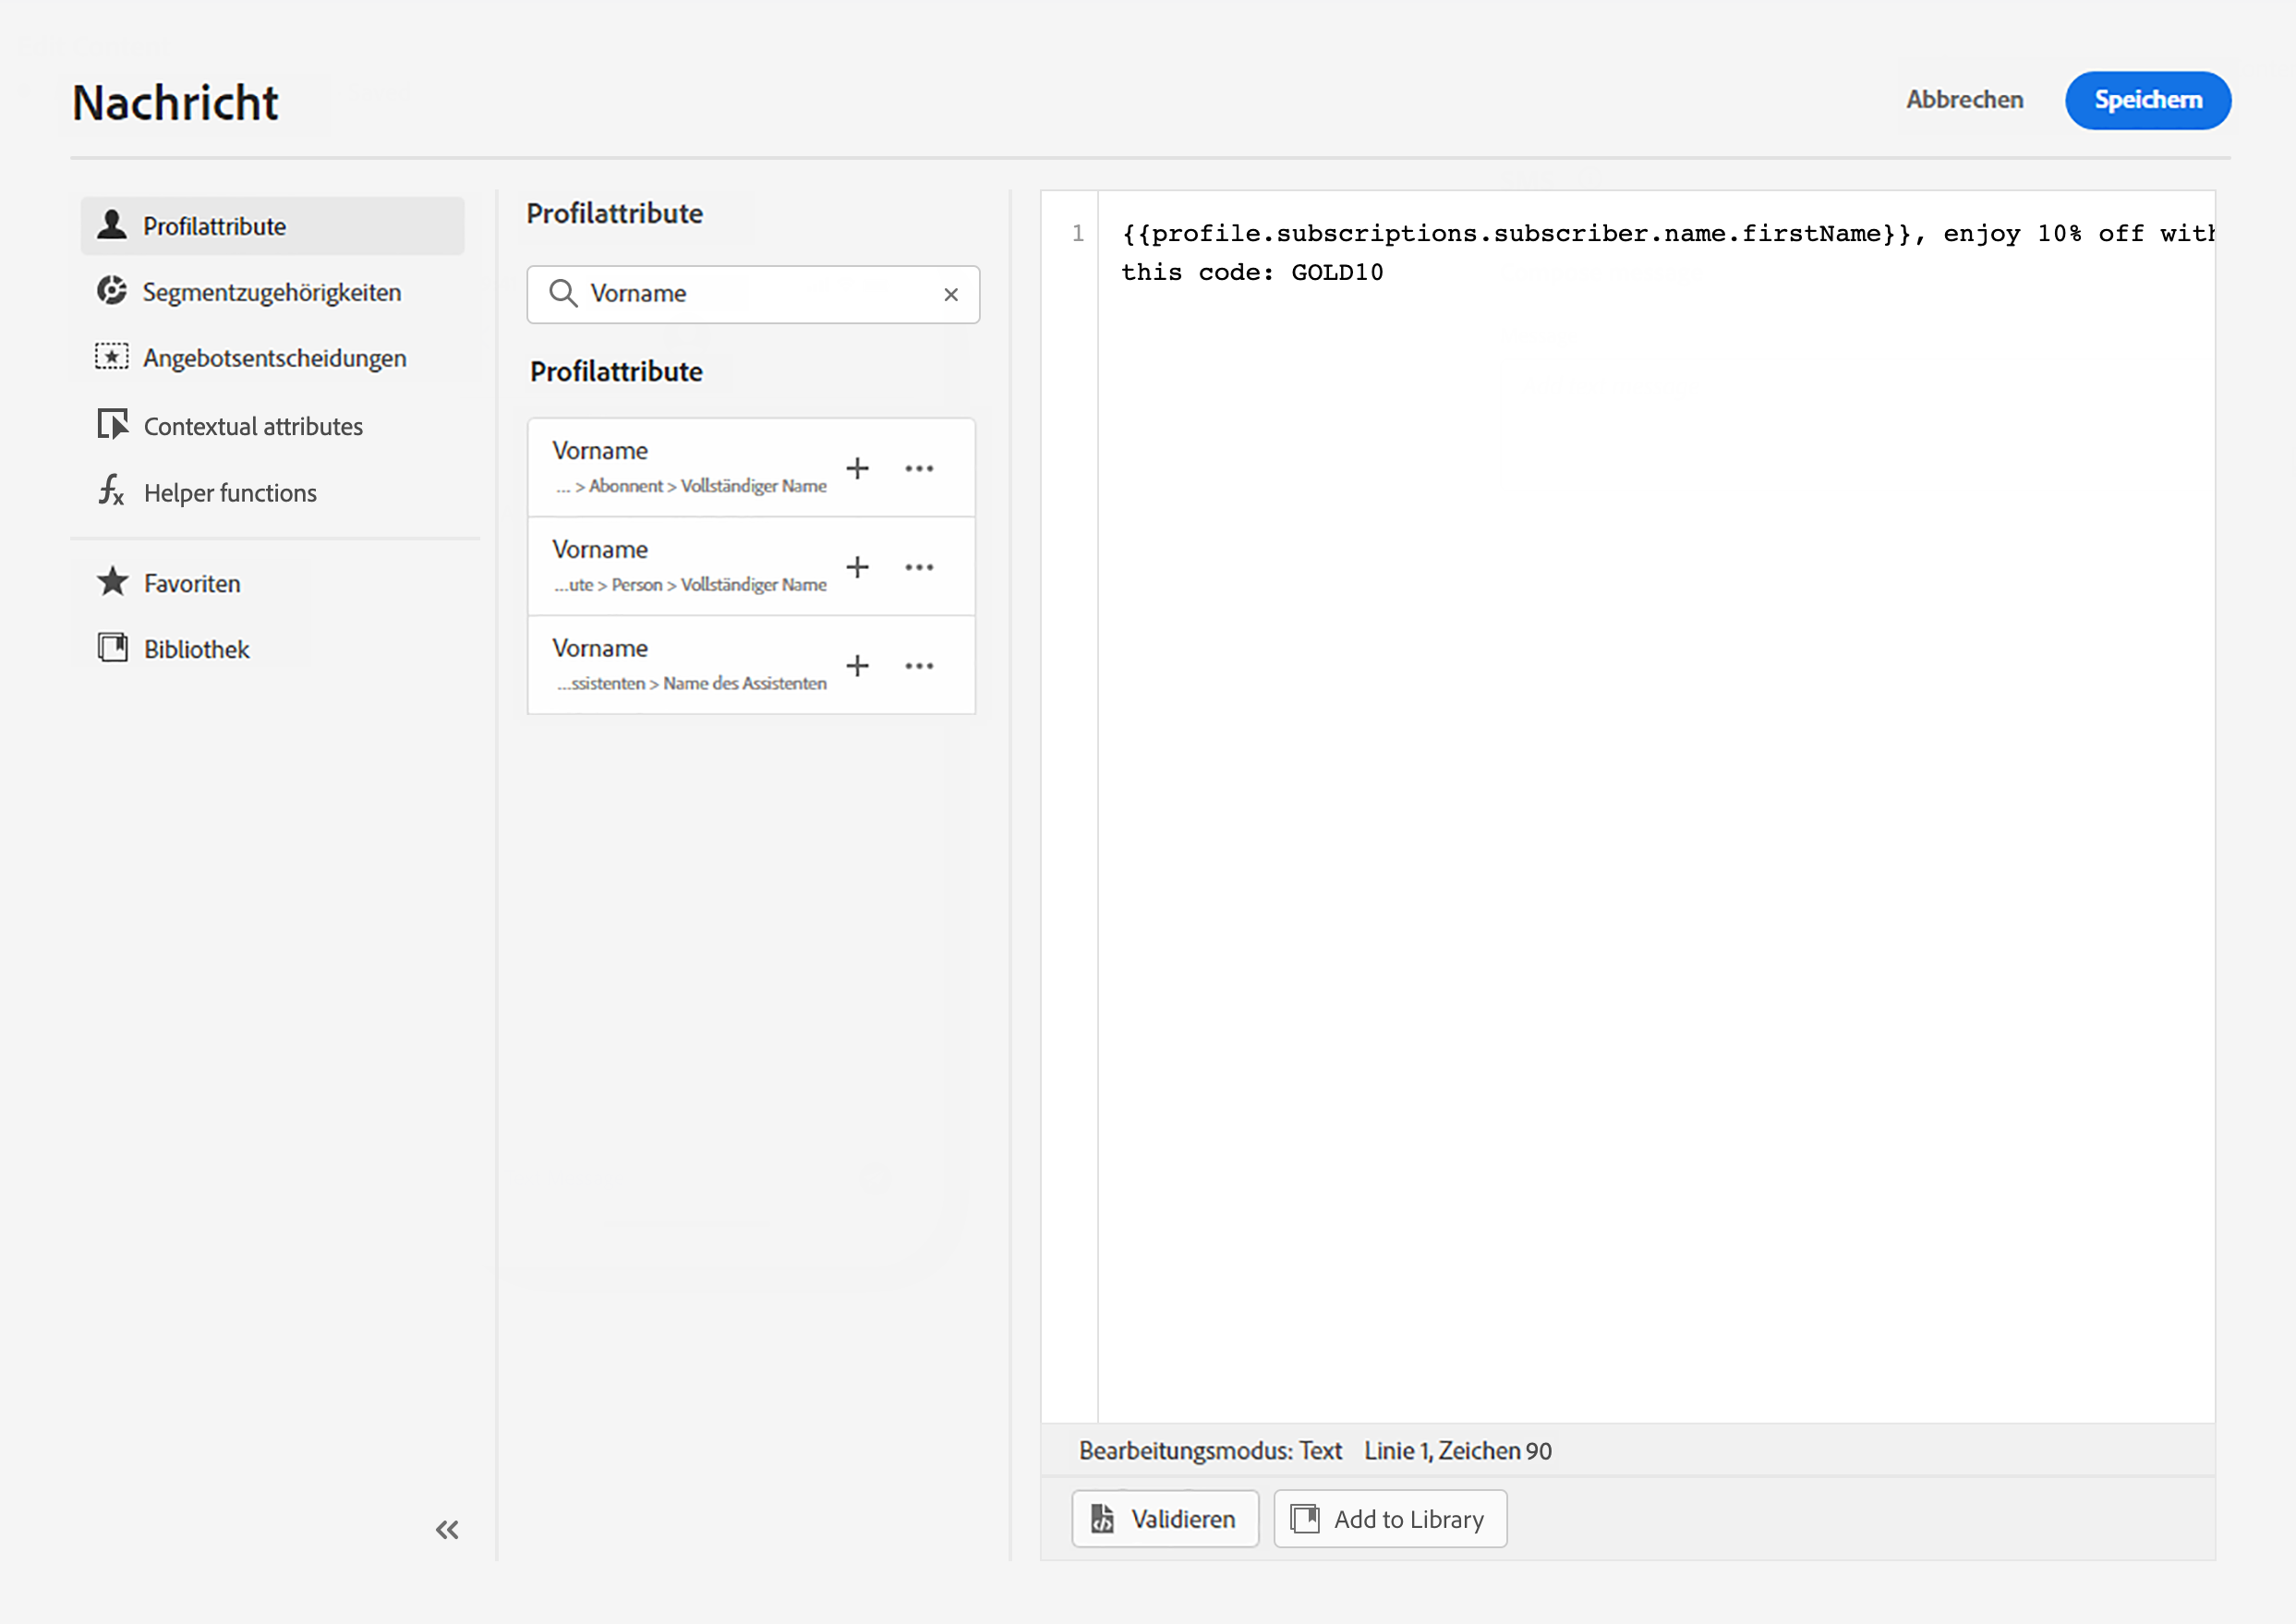 Nachricht
Abbrechen
Speichern
Profilattribute
Segmentzugehörigkeiten
Angebotsentscheidungen
Contextual attributes
Helper functions
Favoriten
Bibliothek
Profilattribute
Vorname
Profilattribute
Vorname
... > Abonnent > Vollständiger Name
Vorname
...ute > Person > Vollständiger Name
Vorname
...ssistenten > Name des Assistenten
1
{{profile.subscriptions.subscriber.name.firstName}}, enjoy 10% off with
this code: GOLD10
Bearbeitungsmodus: Text Linie 1, Zeichen 90
Validieren
Add to Library